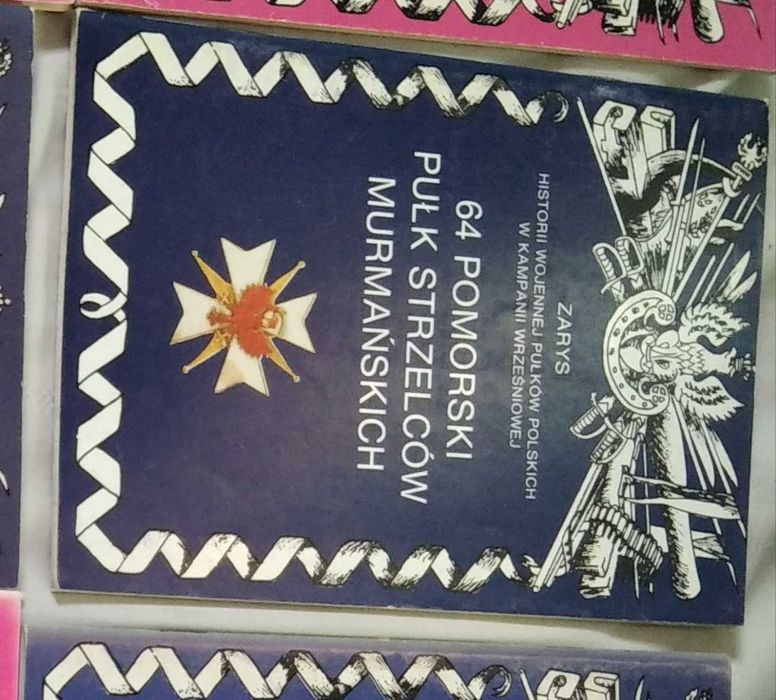 ZARYS
HISTORII WOJENNEJ PUŁKÓW POLSKICH
W KAMPANII WRZEŚNIOWEJ
64 POMORSKI
PUŁK STRZELCÓW
MURMAŃSKICH